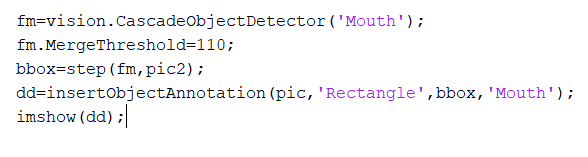 fm=vision.CascadeObjectDetector('Mouth');
fm.MergeThreshold=110;
bbox=step(fm,pic2);
dd=insertObjectAnnotation(pic,'Rectangle',bbox,'Mouth');
imshow(dd);